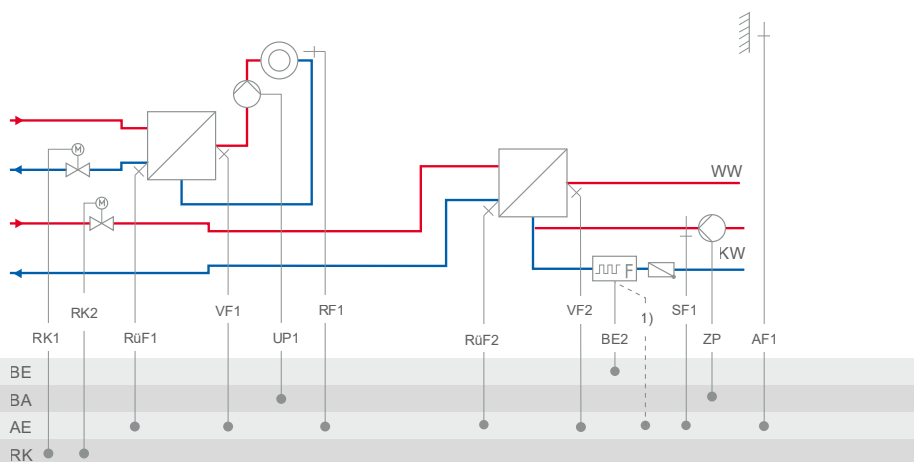 M
M
WW
F
KW
RK1
RK2
RüF1
VF1
UP1
RF1
RüF2
VF2
BE2
1)
SF1
ZP
AF1
BE
BA
AE
RK